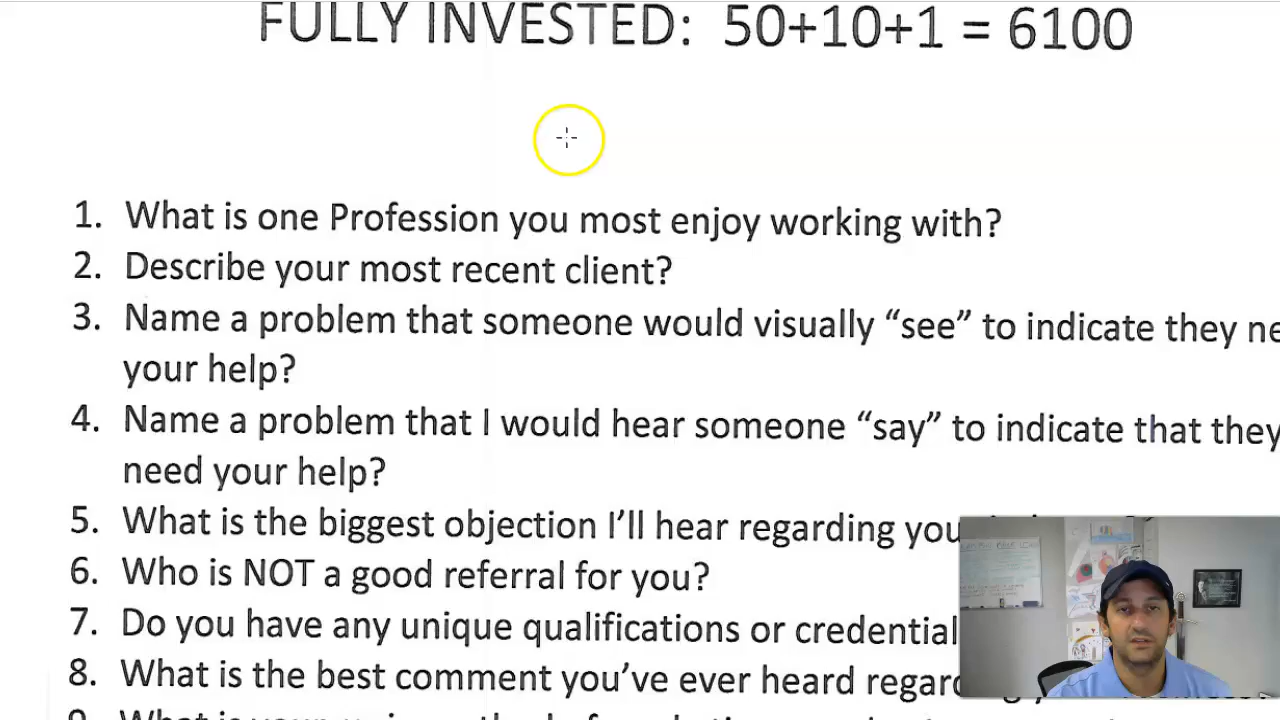 FULLY INVESTED: 50+10+1 = 6100
1. What is one Profession you most enjoy working with?
2. Describe your most recent client?
3. Name a problem that someone would visually “see” to indicate they
your help?
4. Name a problem that I would hear someone “say” to indicate that they
need your help?
5. What is the biggest objection I’ll hear regarding
6. Who is NOT a good referral for you?
7. Do you have any unique qualifications or
8. What is the best comment you’ve ever heard
9. What is your